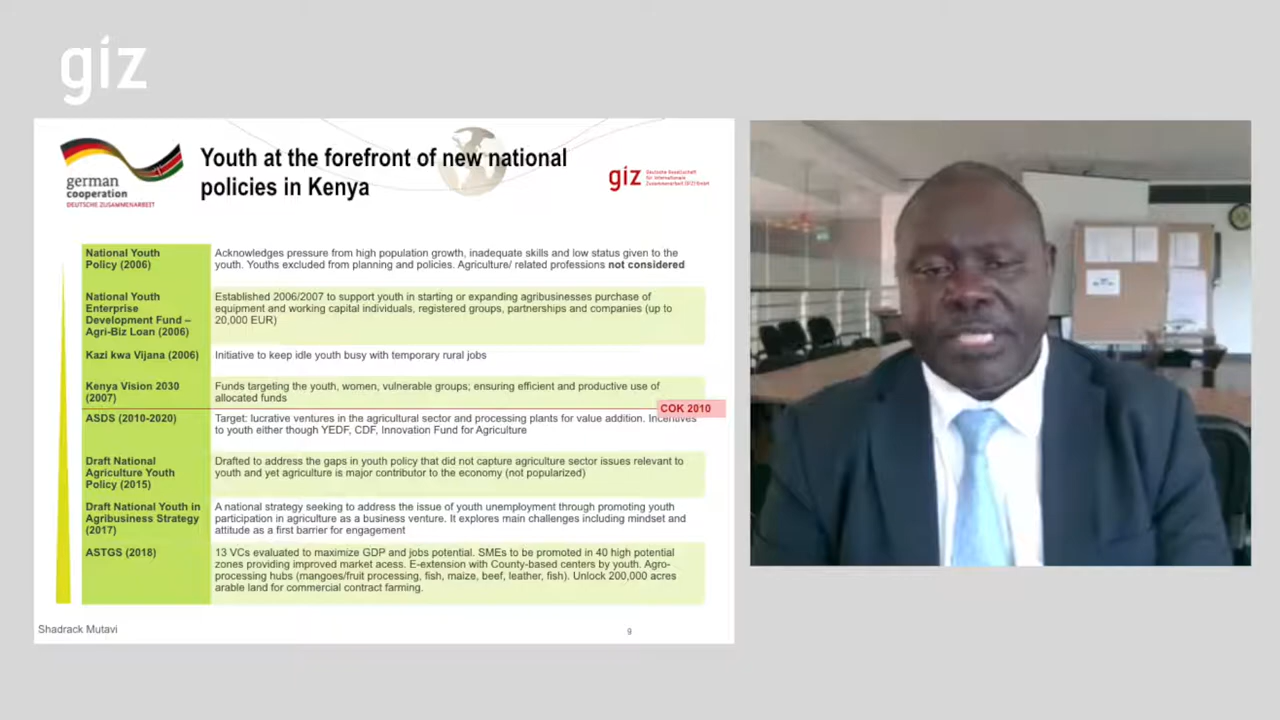 giz
german
cooperation
DEUTSCHE ZUSAMMENARBEIT
Youth at the forefront of new national
policies in Kenya
giz
Deutsche Gesellschaft
für Internationale
Zusammenarbeit (GIZ) GmbH
National Youth
Policy (2006)
Acknowledges pressure from high population growth, inadequate skills and low status given to the
youth. Youths excluded from planning and policies. Agriculture/ related professions not considered
National Youth
Enterprise
Development Fund –
Agri-Biz Loan (2006)
Established 2006/2007 to support youth in starting or expanding agribusinesses purchase of
equipment and working capital individuals, registered groups, partnerships and companies (up to
20,000 EUR)
Kazi kwa Vijana (2006)
Initiative to keep idle youth busy with temporary rural jobs
Kenya Vision 2030
(2007)
Funds targeting the youth, women, vulnerable groups; ensuring efficient and productive use of
allocated funds
COK 2010
ASDS (2010-2020)
Target: lucrative ventures in the agricultural sector and processing plants for value addition. Incentives
to youth either though YEDF, CDF, Innovation Fund for Agriculture
Draft National
Agriculture Youth
Policy (2015)
Drafted to address the gaps in youth policy that did not capture agriculture sector issues relevant to
youth and yet agriculture is major contributor to the economy (not popularized)
Draft National Youth in
Agribusiness Strategy
(2017)
A national strategy seeking to address the issue of youth unemployment through promoting youth
participation in agriculture as a business venture. It explores main challenges including mindset and
attitude as a first barrier for engagement
ASTGS (2018)
13 VCs evaluated to maximize GDP and jobs potential. SMEs to be promoted in 40 high potential
zones providing improved market acess. E-extension with County-based centers by youth. Agro-
processing hubs (mangoes/fruit processing, fish, maize, beef, leather, fish). Unlock 200,000 acres
arable land for commercial contract farming.
Shadrack Mutavi
9